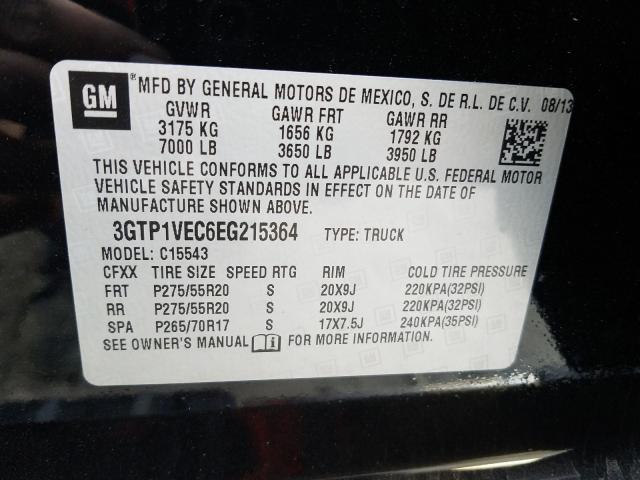 GM ® MFD BY GENERAL MOTORS DE MEXICO, S. DE R.L. DE C.V. 08/13
GVWR GAWR FRT GAWR RR
3175 KG 1656 KG 1792 KG
7000 LB 3650 LB 3950 LB
THIS VEHICLE CONFORMS TO ALL APPLICABLE U.S. FEDERAL MOTOR
VEHICLE SAFETY STANDARDS IN EFFECT ON THE DATE OF
MANUFACTURE SHOWN ABOVE.
3GTP1VEC6EG215364 TYPE: TRUCK
MODEL: C15543
CFXX TIRE SIZE SPEED RTG RIM COLD TIRE PRESSURE
FRT P275/55R20 S 20X9J 220KPA(32PSI)
RR P275/55R20 S 20X9J 220KPA(32PSI)
SPA P265/70R17 S 17X7.5J 240KPA(35PSI)
SEE OWNER'S MANUAL FOR MORE INFORMATION.